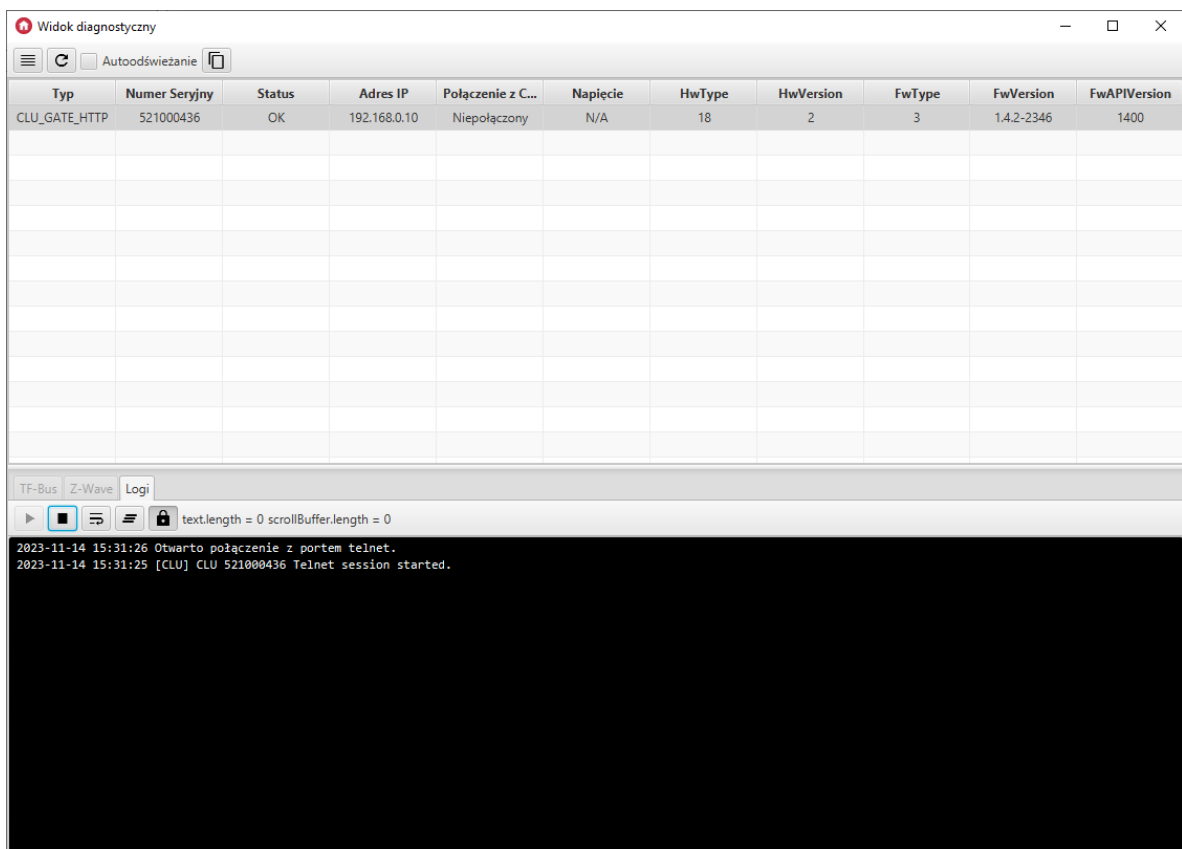 Widok diagnostyczny
Autoodświeżanie
Typ Numer Seryjny Status Adres IP Połączenie z C... Napięcie HwType HwVersion FwType FwVersion FwAPIVersion
CLU_GATE_HTTP 521000436 OK 192.168.0.10 Niepołączony N/A 18 2 3 1.4.2-2346 1400
TF-Bus Z-Wave Logi
text.length = 0 scrollBuffer.length = 0
2023-11-14 15:31:26 Otwarto połączenie z portem telnet.
2023-11-14 15:31:25 [CLU] CLU 521000436 Telnet session started.